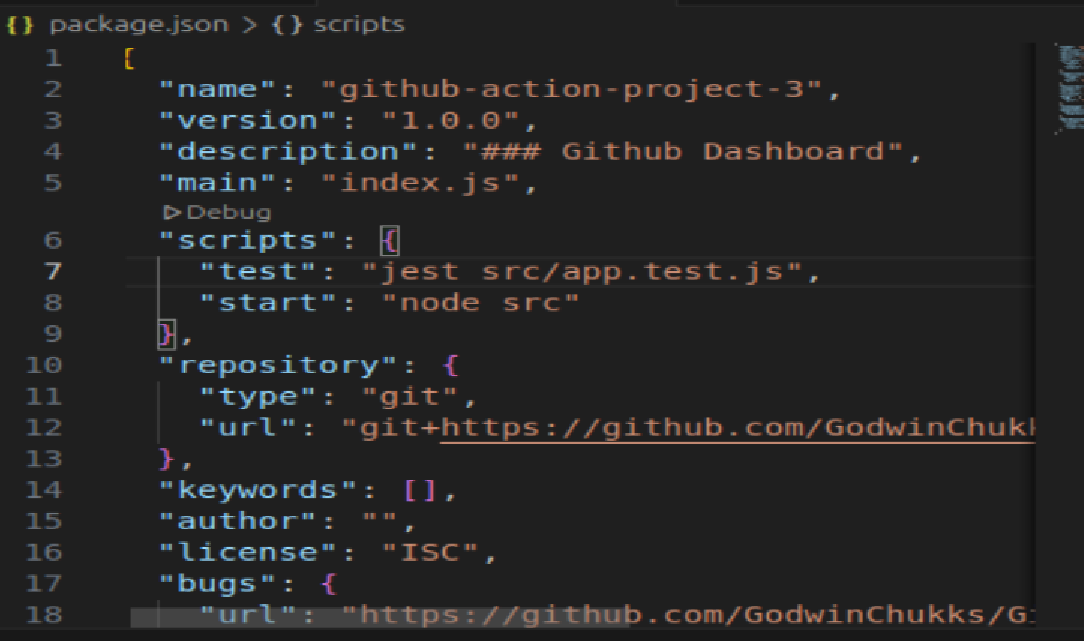 {} package.json > {} scripts
1 {
2 "name": "github-action-project-3",
3 "version": "1.0.0",
4 "description": "### Github Dashboard",
5 "main": "index.js",
Debug
6 "scripts": {
7 "test": "jest src/app.test.js",
8 "start": "node src"
9 },
10 "repository": {
11 "type": "git",
12 "url": "git+https://github.com/GodwinChukk
13 },
14 "keywords": [],
15 "author": "",
16 "license": "ISC",
17 "bugs": {
18 "url": "https://github.com/GodwinChukks/Gi